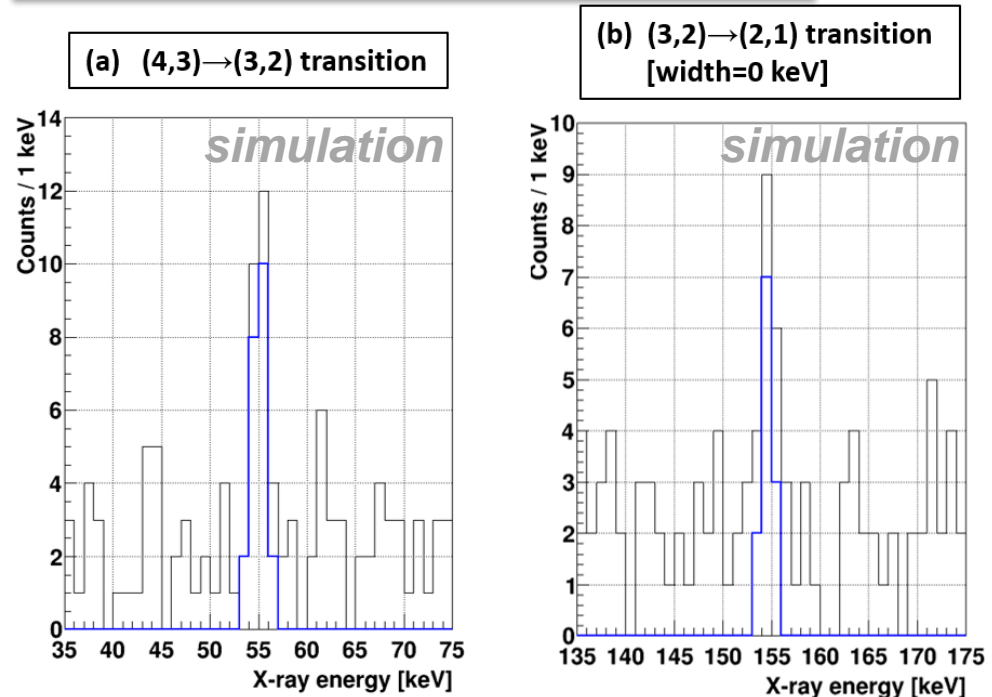 (a) (4,3)→(3,2) transition
(b) (3,2)→(2,1) transition
[width=0 keV]
simulation
Counts / 1 keV
14
12
10
8
6
4
2
0
35 40 45 50 55 60 65 70 75
X-ray energy [keV]
simulation
Counts / 1 keV
10
9
8
7
6
5
4
3
2
1
0
135 140 145 150 155 160 165 170 175
X-ray energy [keV]